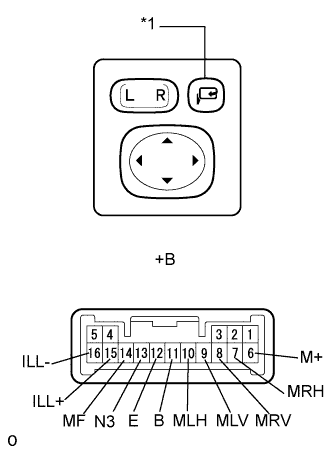 *1
L R
+B
5 4 3 2 1
16 15 14 13 12 11 10 9 8 7 6
ILL- M+
ILL+ MRH
MF N3 E B MLH MLV MRV
o